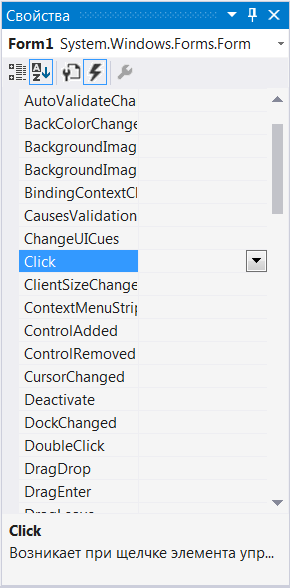 Свойства
Form1 System.Windows.Forms.Form
AutoValidateCha
BackColorChange
BackgroundImag
BackgroundImag
BindingContextCl
CausesValidation
ChangeUICues
Click
ClientSizeChange
ContextMenuStrip
ControlAdded
ControlRemoved
CursorChanged
Deactivate
DockChanged
DoubleClick
DragDrop
DragEnter
DragLeave
Click
Возникает при щелчке элемента упр...